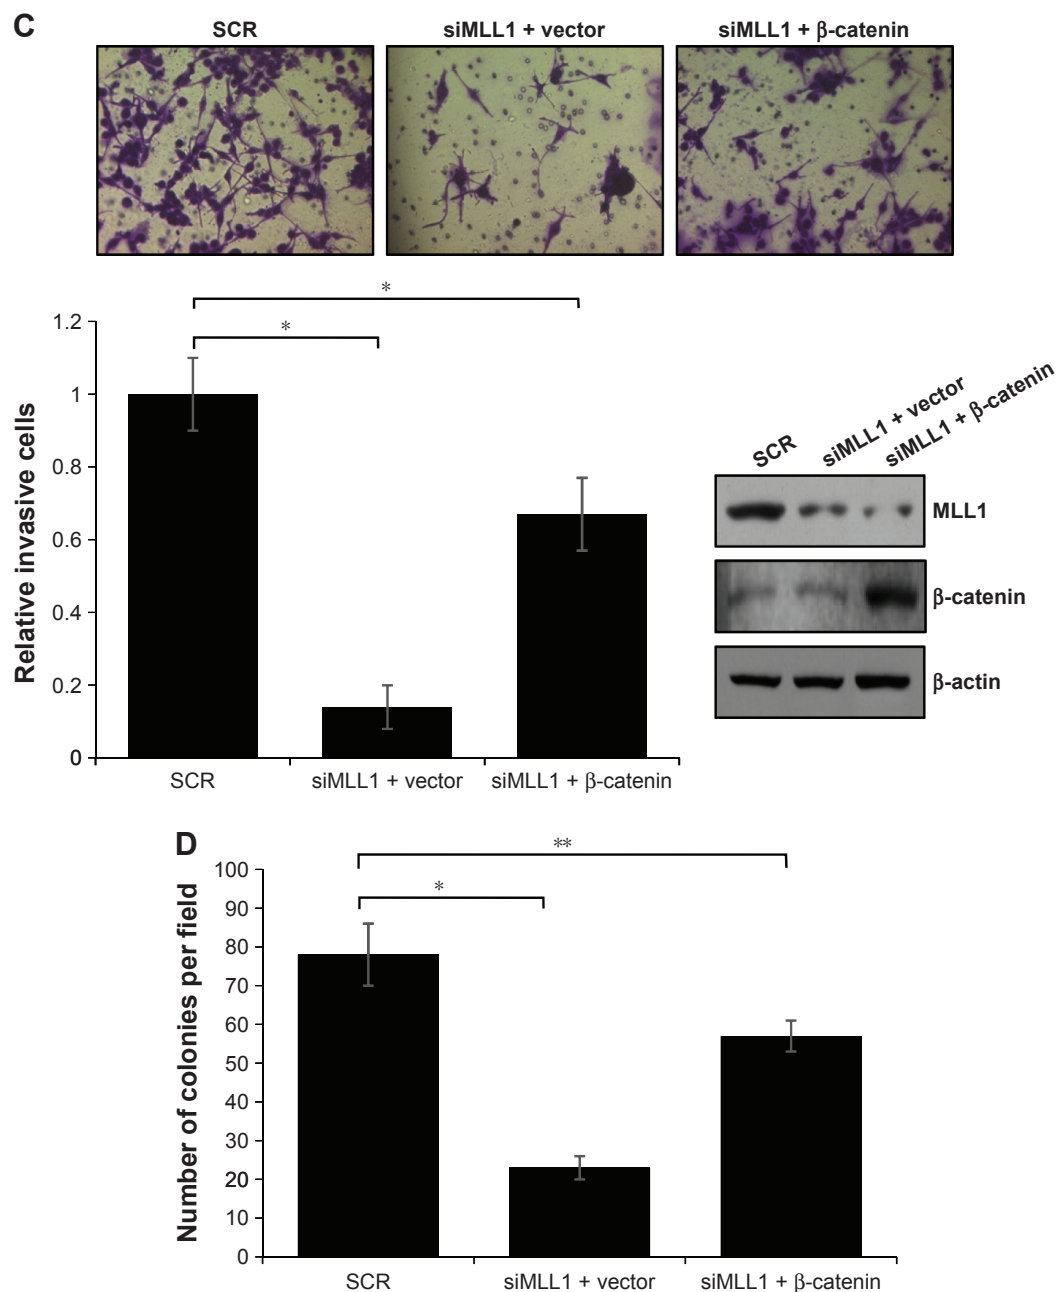 C
SCR
siMLL1 + vector
siMLL1 + β-catenin
*
*
Relative invasive cells
1.2
1
0.8
0.6
0.4
0.2
0
SCR
siMLL1 + vector
siMLL1 + β-catenin
SCR
siMLL1 + vector
siMLL1 + β-catenin
MLL1
β-catenin
β-actin
D
**
*
Number of colonies per field
100
90
80
70
60
50
40
30
20
10
0
SCR
siMLL1 + vector
siMLL1 + β-catenin